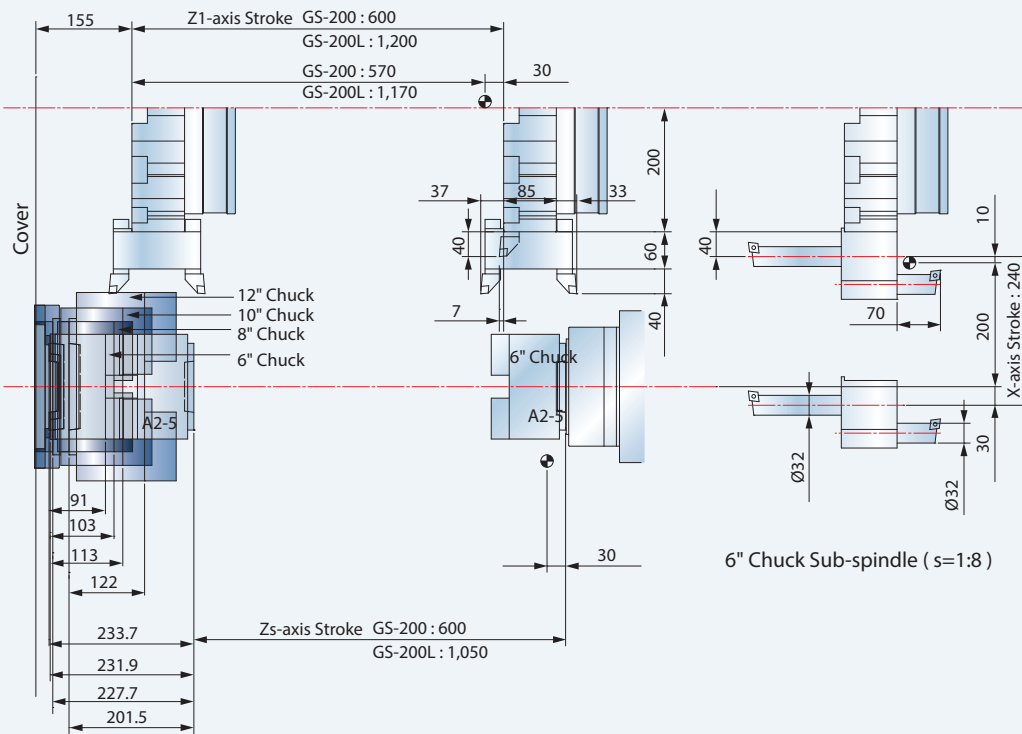 155
Z1-axis Stroke GS-200 : 600
GS-200L : 1,200
GS-200 : 570
GS-200L : 1,170
30
Cover
200
37
85
33
40
60
40
7
10
40
70
200
X-axis Stroke : 240
30
Ø32
Ø32
12" Chuck
10" Chuck
8" Chuck
6" Chuck
A2-5
6" Chuck
A2-5
91
103
113
122
30
6" Chuck Sub-spindle ( s=1:8 )
233.7
Zs-axis Stroke GS-200 : 600
GS-200L : 1,050
231.9
227.7
201.5